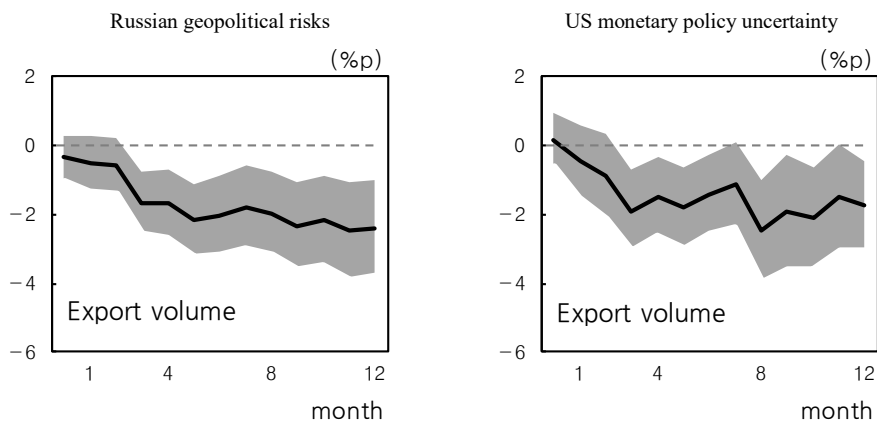 Russian geopolitical risks
(%p)
2
0
−2
−4
−6
Export volume
1 4 8 12
month
US monetary policy uncertainty
(%p)
2
0
−2
−4
−6
Export volume
1 4 8 12
month